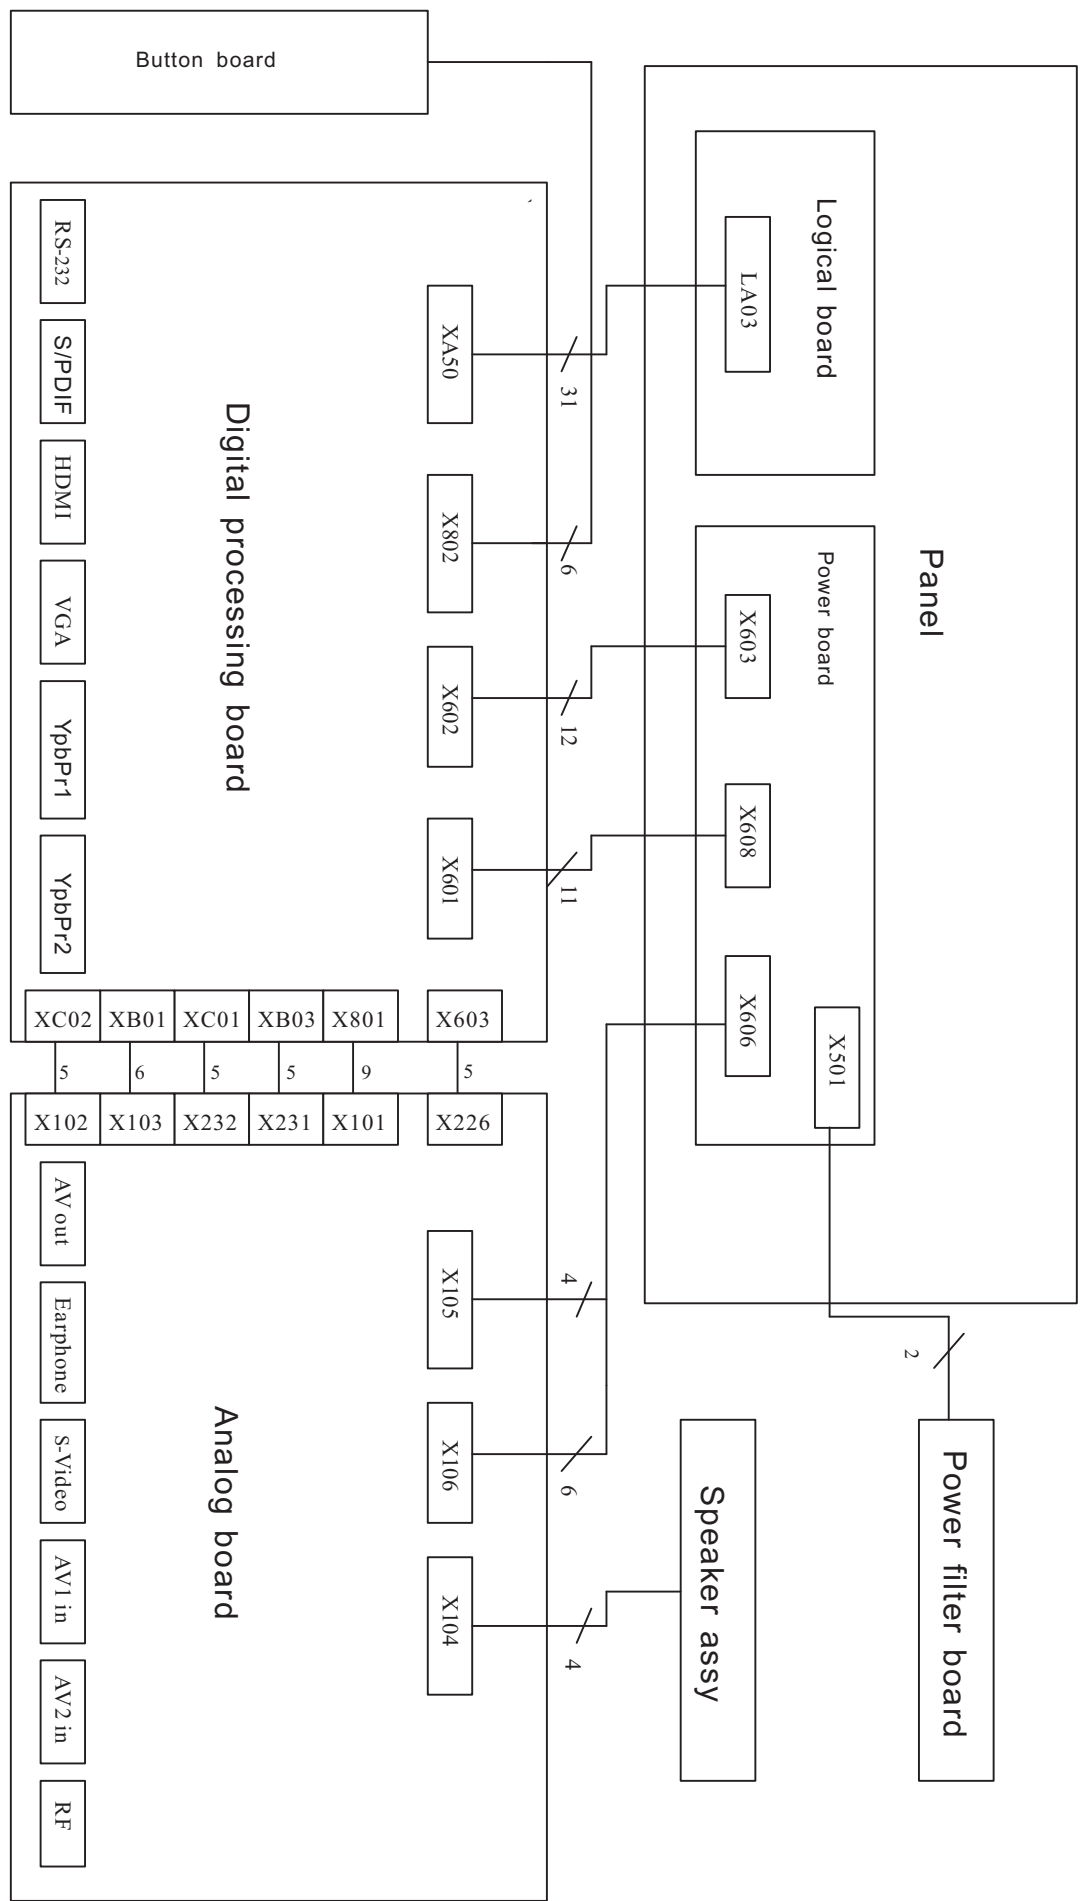 Button board
Panel
Logical board
LA03
Power board
X603
X608
X606
X501
31
6
12
11
Digital processing board
XA50
X802
X602
X601
RS-232
S/PDIF
HDMI
VGA
YpbPr1
YpbPr2
XC02 XB01 XC01 XB03 X801 X603
5 6 5 5 9 5
X102 X103 X232 X231 X101 X226
Analog board
X105
X106
X104
4
6
4
2
AV out
Earphone
S-Video
AV1 in
AV2 in
RF
Speaker assy
Power filter board